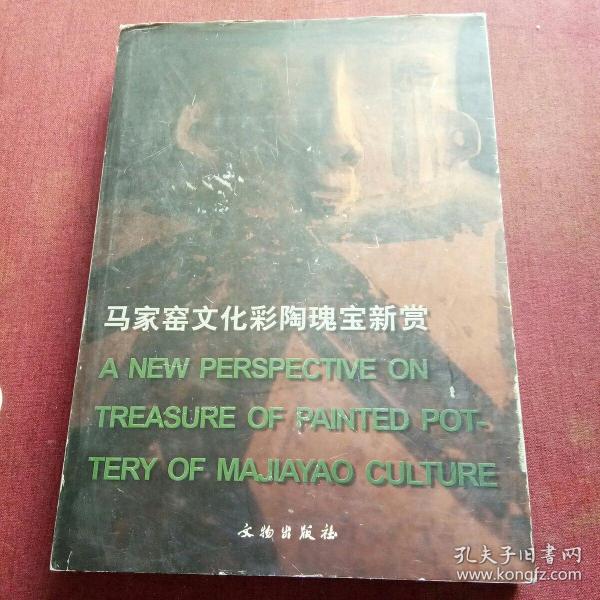 马家窑文化彩陶瑰宝新赏
A NEW PERSPECTIVE ON
TREASURE OF PAINTED POT-
TERY OF MAJIAYAO CULTURE
文物出版社
孔夫子旧书网
www.kongfz.com